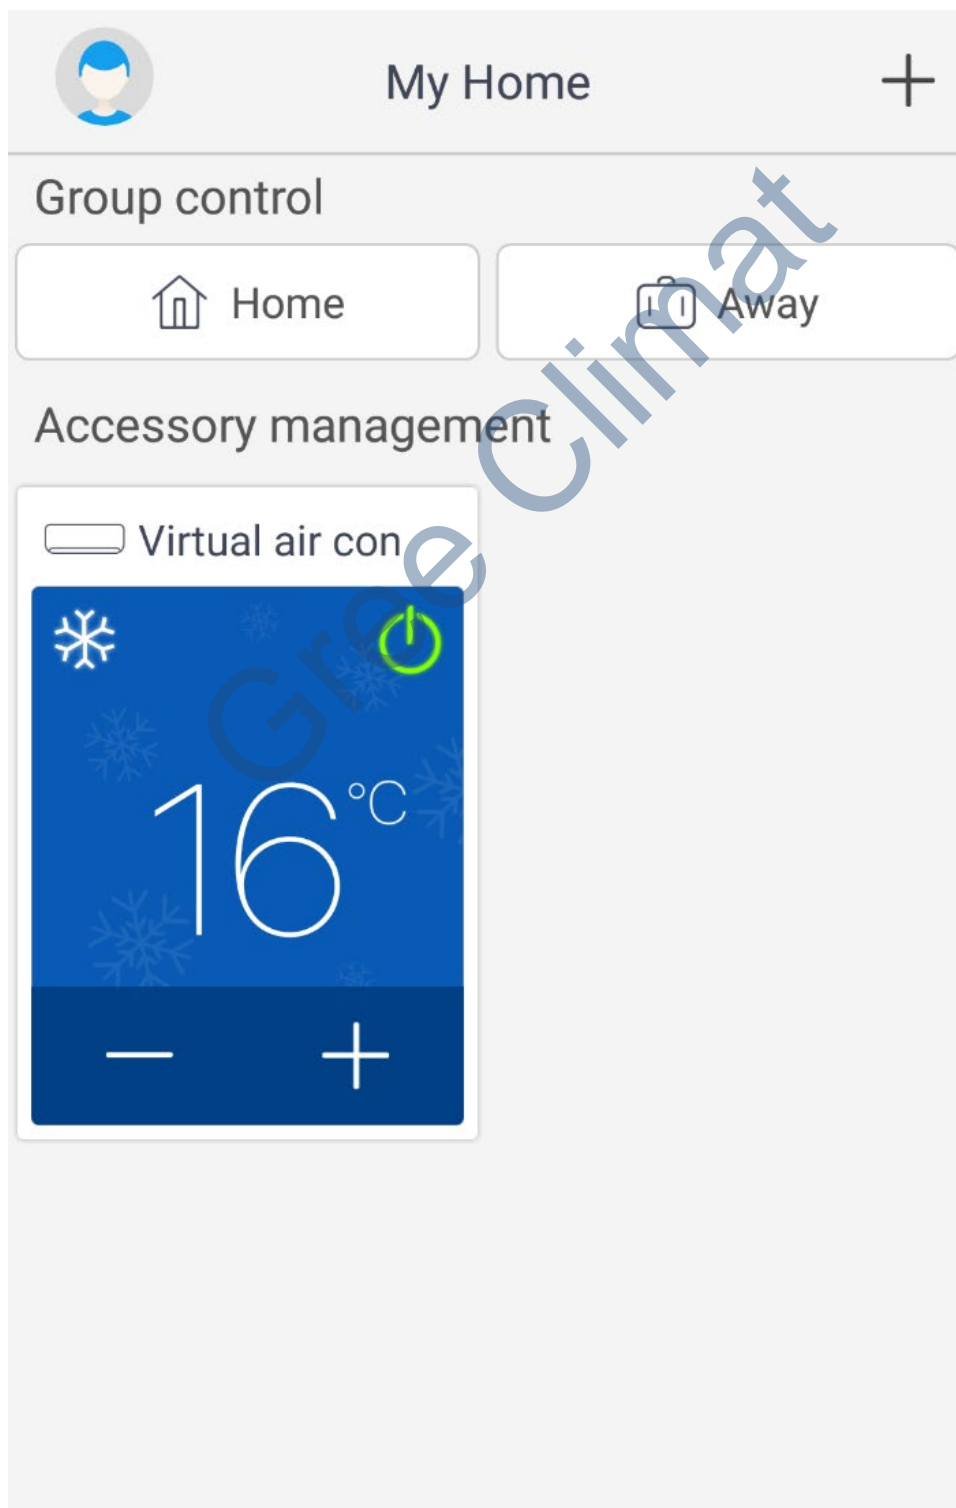 My Home
Group control
Home
Away
Accessory management
Virtual air con
16 °C
Gree Climat